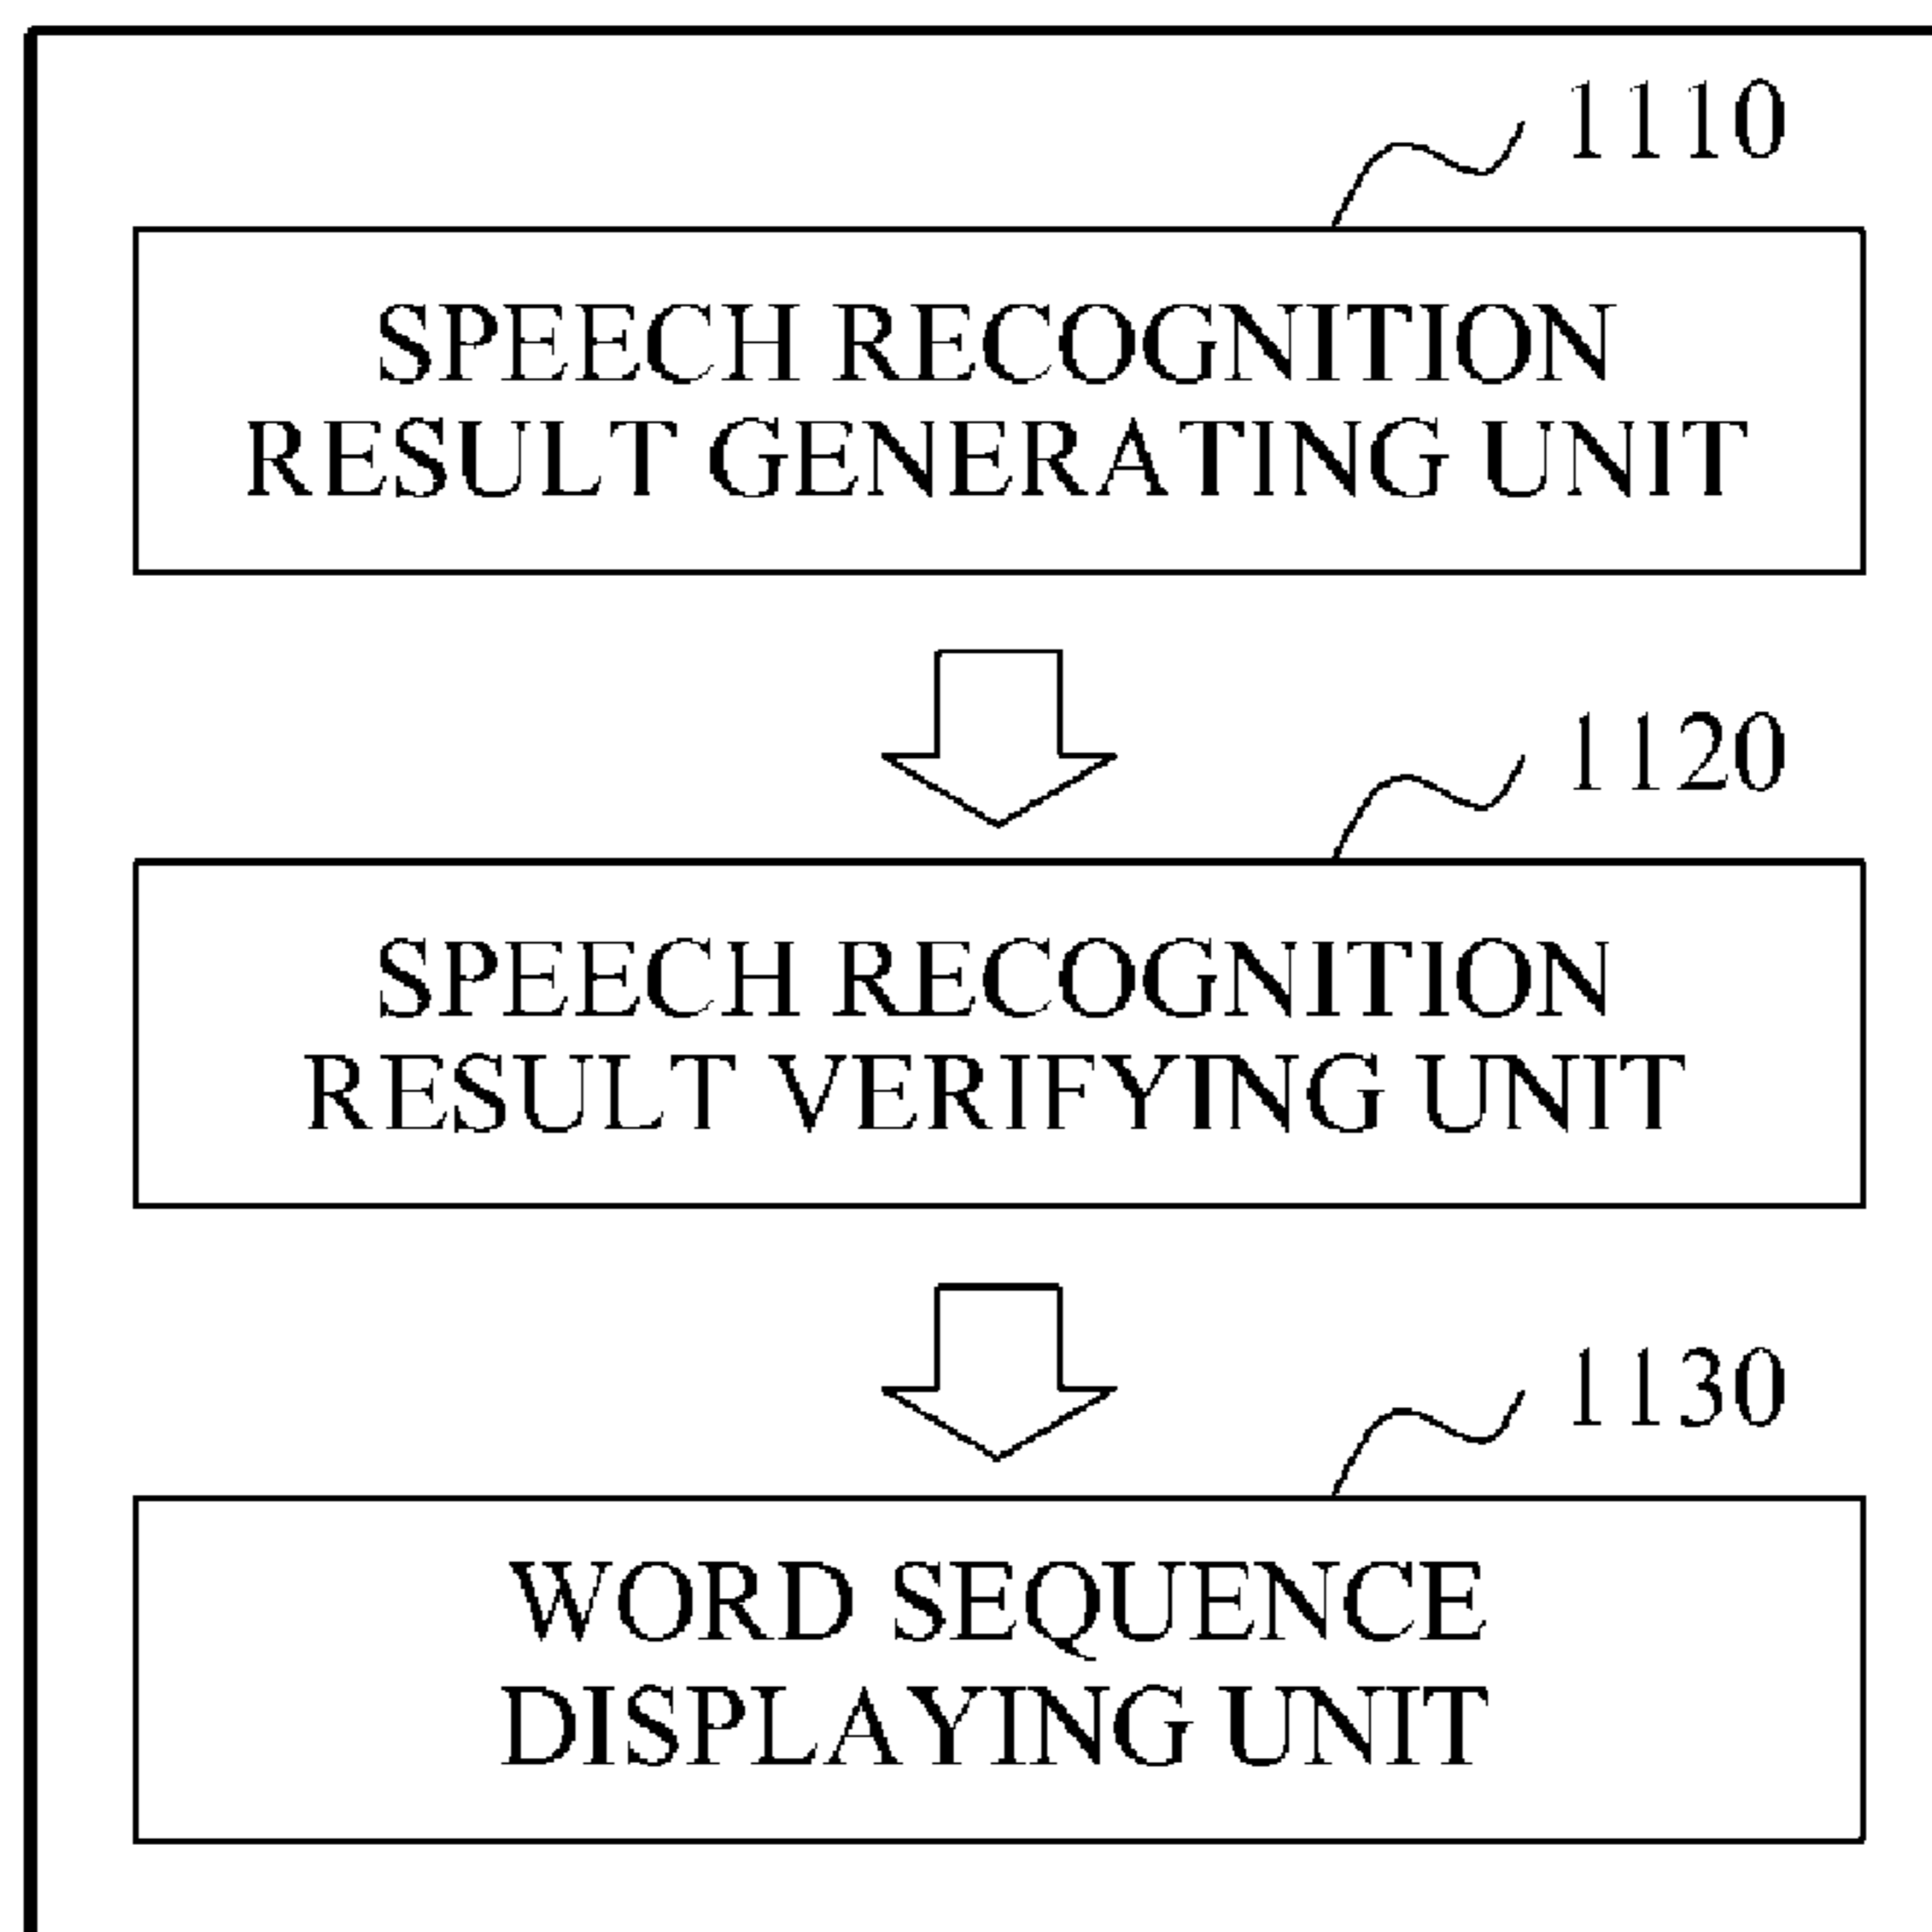 1110
SPEECH RECOGNITION
RESULT GENERATING UNIT
1120
SPEECH RECOGNITION
RESULT VERIFYING UNIT
1130
WORD SEQUENCE
DISPLAYING UNIT